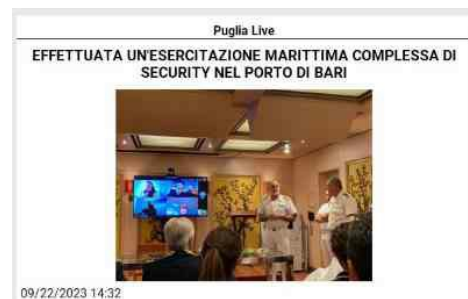 Puglia Live
EFFETTUATA UN'ESERCITAZIONE MARITTIMA COMPLESSA DI
SECURITY NEL PORTO DI BARI
09/22/2023 14:32